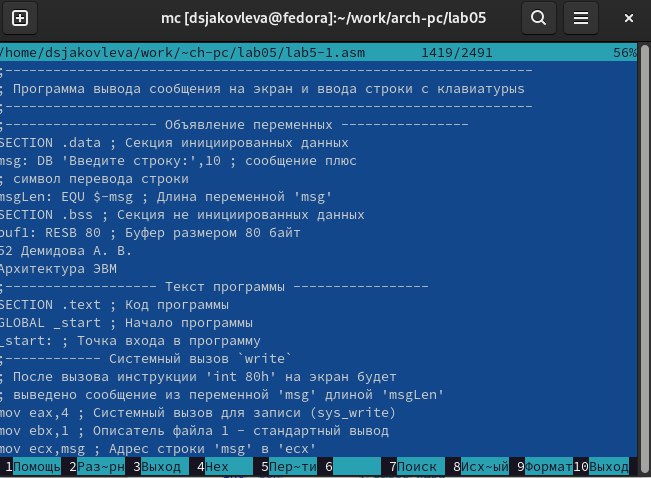 mc [dsjakovleva@fedora]:~/work/arch-pc/lab05
/home/dsjakovleva/work/~ch-pc/lab05/lab5-1.asm 1419/2491 56%
;------------------------------------------------------------------
; Программа вывода сообщения на экран и ввода строки с клавиатурыs
;------------------------------------------------------------------
;------------------- Объявление переменных ----------------
SECTION .data ; Секция инициированных данных
msg: DB 'Введите строку:',10 ; сообщение плюс
; символ перевода строки
msgLen: EQU $-msg ; Длина переменной 'msg'
SECTION .bss ; Секция не инициированных данных
buf1: RESB 80 ; Буфер размером 80 байт
52 Демидова А. В.
Архитектура ЭВМ
;------------------- Текст программы -----------------
SECTION .text ; Код программы
GLOBAL _start ; Начало программы
_start: ; Точка входа в программу
;------------ Системный вызов `write`
; После вызова инструкции 'int 80h' на экран будет
; выведено сообщение из переменной 'msg' длиной 'msgLen'
mov eax,4 ; Системный вызов для записи (sys_write)
mov ebx,1 ; Описатель файла 1 - стандартный вывод
mov ecx,msg ; Адрес строки 'msg' в 'ecx'
1Помощь 2Раз~рн 3Выход 4Hex 5Пер~ти 6 7Поиск 8Исх~ый 9Формат 10Выход